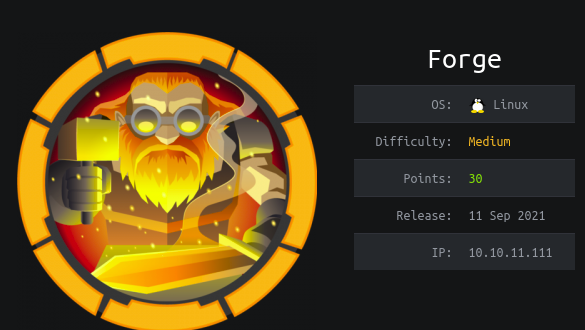 Forge
OS: Linux
Difficulty: Medium
Points: 30
Release: 11 Sep 2021
IP: 10.10.11.111